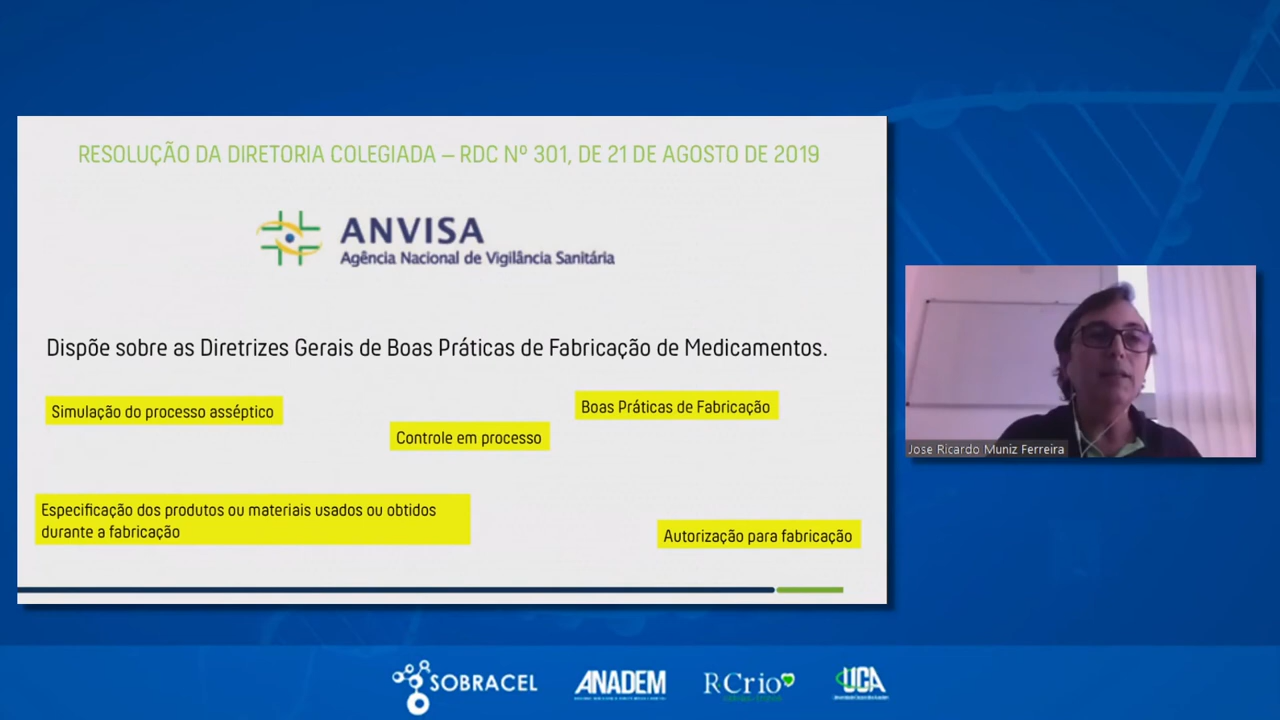 RESOLUÇÃO DA DIRETORIA COLEGIADA – RDC Nº 301, DE 21 DE AGOSTO DE 2019
ANVISA
Agência Nacional de Vigilância Sanitária
Dispõe sobre as Diretrizes Gerais de Boas Práticas de Fabricação de Medicamentos.
Simulação do processo asséptico
Boas Práticas de Fabricação
Controle em processo
Especificação dos produtos ou materiais usados ou obtidos
durante a fabricação
Autorização para fabricação
Jose Ricardo Muniz Ferreira
SOBRACEL
ANADEM
RCrio
UCA